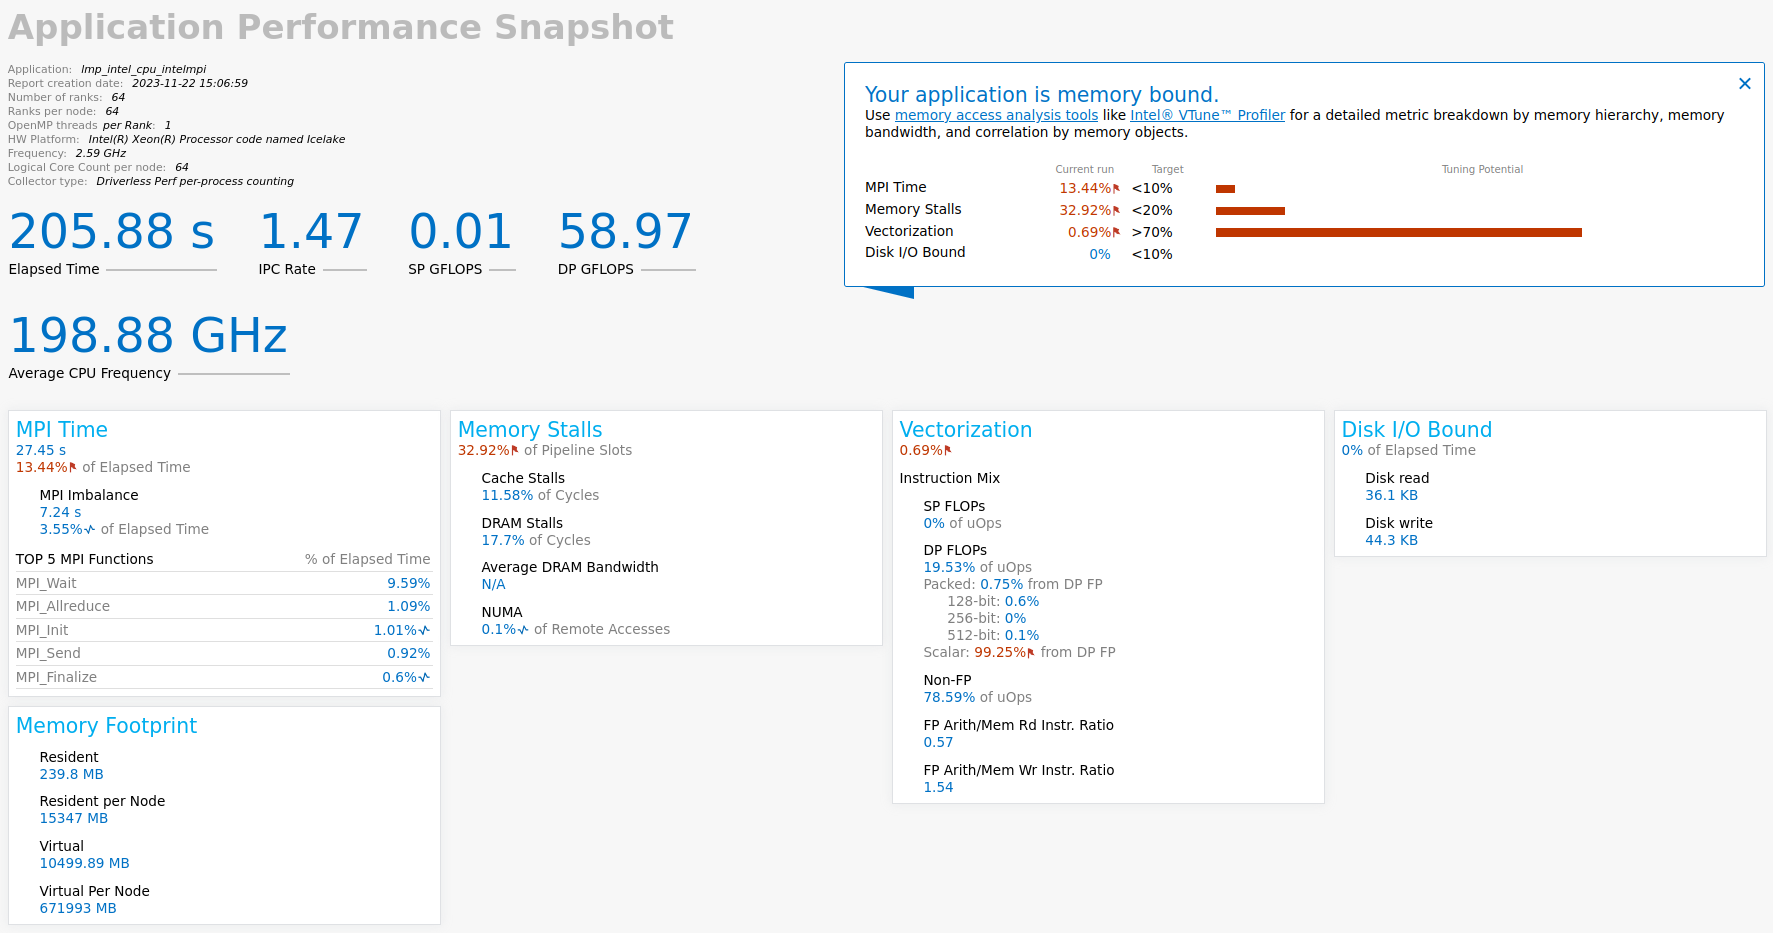 Application Performance Snapshot
Application: lmp_intel_cpu_intelmpi
Report creation date: 2023-11-22 15:06:59
Number of ranks: 64
Ranks per node: 64
OpenMP threads per Rank: 1
HW Platform: Intel(R) Xeon(R) Processor code named Icelake
Frequency: 2.59 GHz
Logical Core Count per node: 64
Collector type: Driverless Perf per-process counting
205.88 s 1.47 0.01 58.97
Elapsed Time IPC Rate SP GFLOPS DP GFLOPS
198.88 GHz
Average CPU Frequency
Your application is memory bound.
Use memory access analysis tools like Intel® VTune™ Profiler for a detailed metric breakdown by memory hierarchy, memory
bandwidth, and correlation by memory objects.
Current run Target Tuning Potential
MPI Time 13.44% <10%
Memory Stalls 32.92% <20%
Vectorization 0.69% >70%
Disk I/O Bound 0% <10%
MPI Time
27.45 s
13.44% of Elapsed Time
MPI Imbalance
7.24 s
3.55% of Elapsed Time
TOP 5 MPI Functions % of Elapsed Time
MPI_Wait 9.59%
MPI_Allreduce 1.09%
MPI_Init 1.01%
MPI_Send 0.92%
MPI_Finalize 0.6%
Memory Footprint
Resident
239.8 MB
Resident per Node
15347 MB
Virtual
10499.89 MB
Virtual Per Node
671993 MB
Memory Stalls
32.92% of Pipeline Slots
Cache Stalls
11.58% of Cycles
DRAM Stalls
17.7% of Cycles
Average DRAM Bandwidth
N/A
NUMA
0.1% of Remote Accesses
Vectorization
0.69%
Instruction Mix
SP FLOPs
0% of uOps
DP FLOPs
19.53% of uOps
Packed: 0.75% from DP FP
128-bit: 0.6%
256-bit: 0%
512-bit: 0.1%
Scalar: 99.25% from DP FP
Non-FP
78.59% of uOps
FP Arith/Mem Rd Instr. Ratio
0.57
FP Arith/Mem Wr Instr. Ratio
1.54
Disk I/O Bound
0% of Elapsed Time
Disk read
36.1 KB
Disk write
44.3 KB